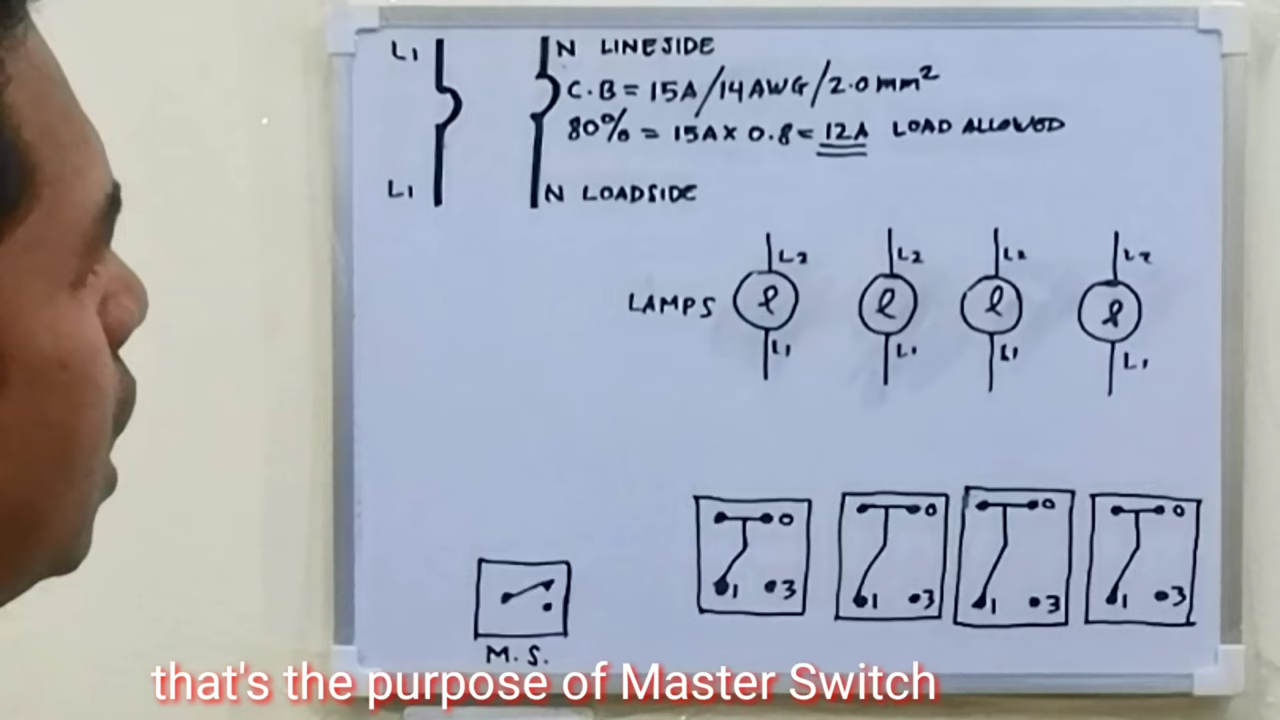 L1 N LINESIDE
C.B = 15A/14AWG/2.0mm²
80% = 15A x 0.8 = 12A LOAD ALLOWED
L1 N LOADSIDE
L2 L2 L2 L2
LAMPS
L1 L1 L1 L1
0 0 0 0
1 3 1 3 1 3 1 3
M.S.
that's the purpose of Master Switch